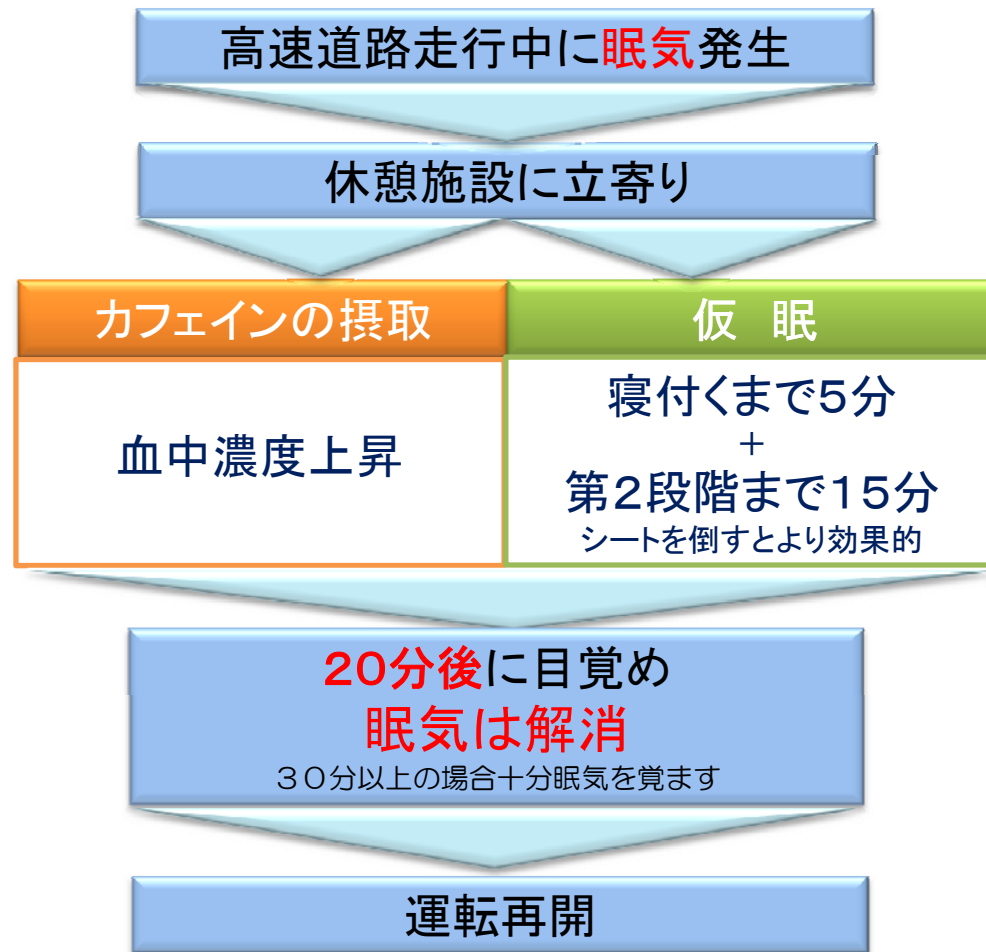 高速道路走行中に眠気発生
休憩施設に立寄り
カフェインの摂取
血中濃度上昇
仮 眠
寝付くまで5分
+
第2段階まで15分
シートを倒すとより効果的
20分後に目覚め
眠気は解消
30分以上の場合十分眠気を覚ます
運転再開